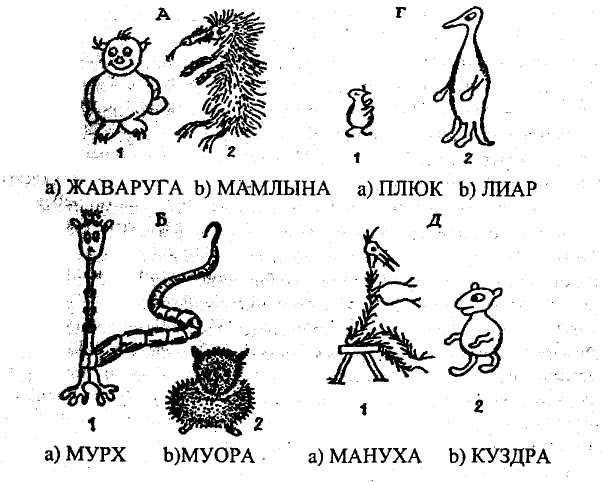 А Г
1 2 1 2
a) ЖАВАРУГА b) МАМЛЫНА a) ПЛЮК b) ЛИАР
Б Д
1 2 1 2
a) МУРХ b)МУОРА a) МАНУХА b) КУЗДРА